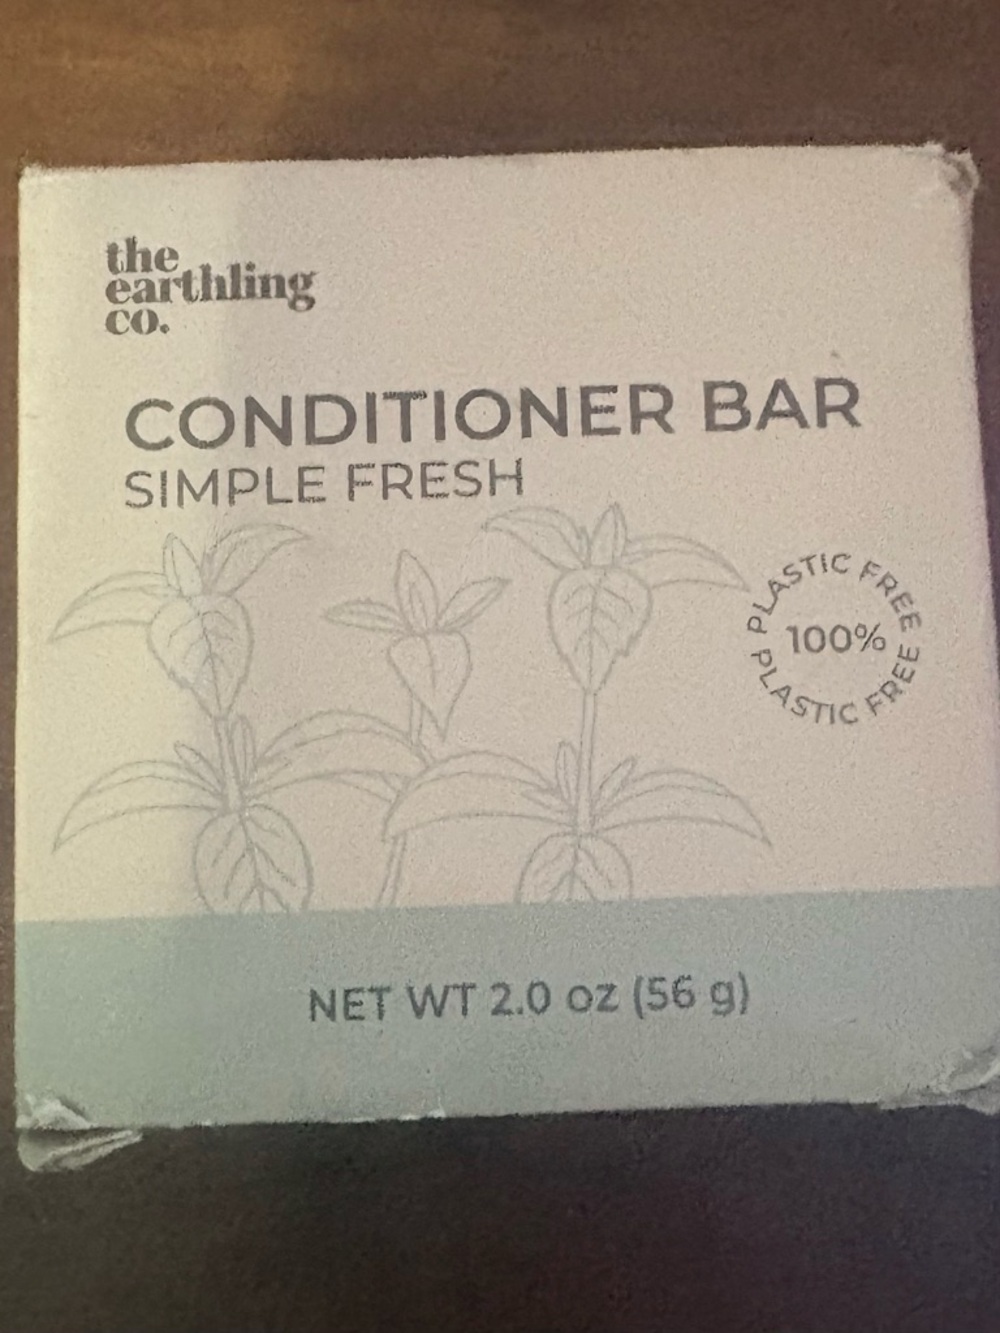 the
earthling
co.
CONDITIONER BAR
SIMPLE FRESH
PLASTIC FREE
100%
PLASTIC FREE
NET WT 2.0 oz (56 g)